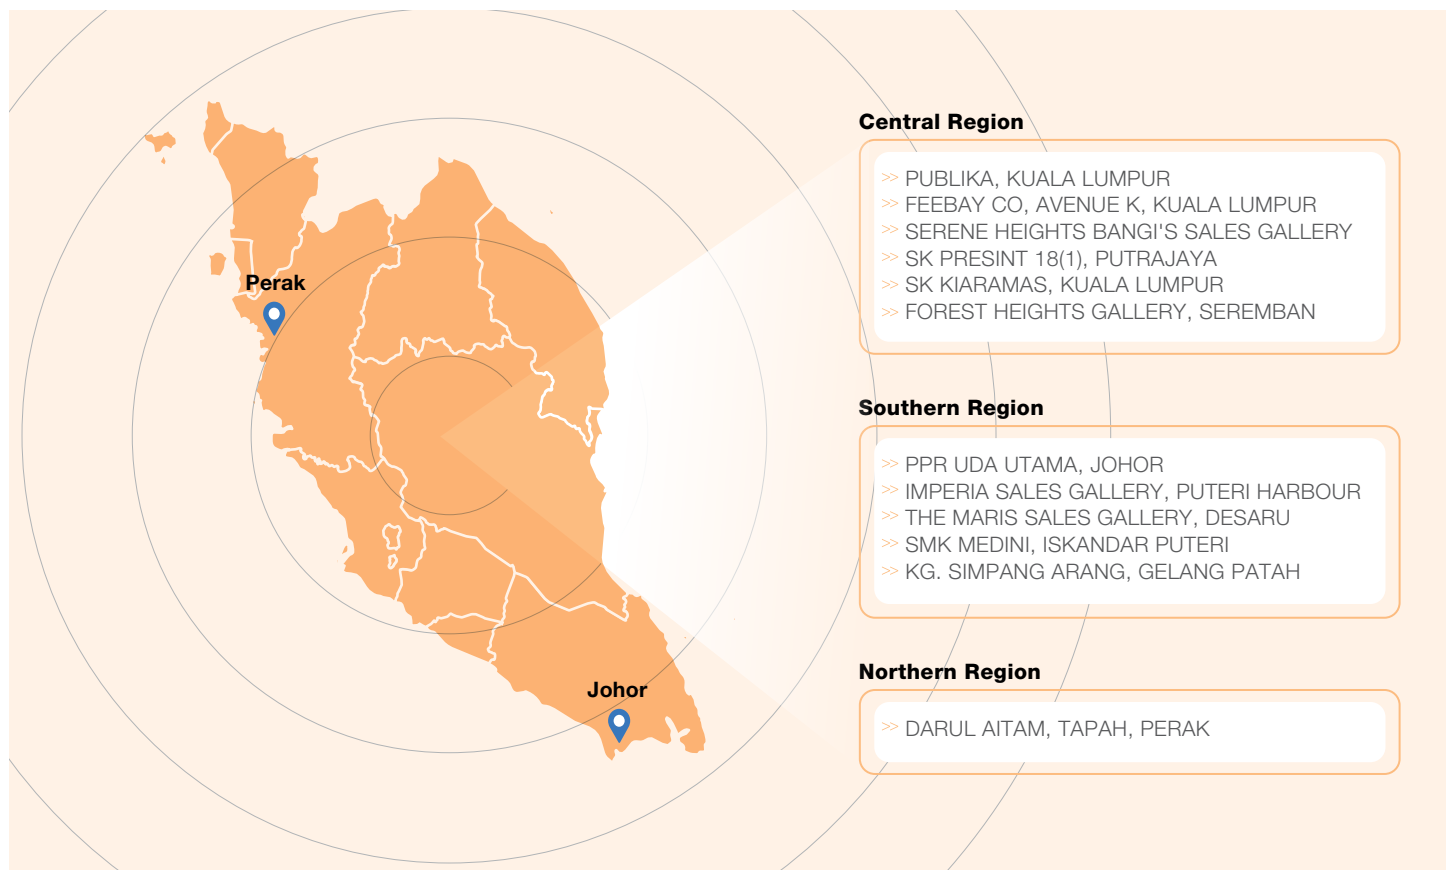 Perak
Johor
Central Region
>> PUBLIKA, KUALA LUMPUR
>> FEEBAY CO, AVENUE K, KUALA LUMPUR
>> SERENE HEIGHTS BANGI'S SALES GALLERY
>> SK PRESINT 18(1), PUTRAJAYA
>> SK KIARAMAS, KUALA LUMPUR
>> FOREST HEIGHTS GALLERY, SEREMBAN
Southern Region
>> PPR UDA UTAMA, JOHOR
>> IMPERIA SALES GALLERY, PUTERI HARBOUR
>> THE MARIS SALES GALLERY, DESARU
>> SMK MEDINI, ISKANDAR PUTERI
>> KG. SIMPANG ARANG, GELANG PATAH
Northern Region
>> DARUL AITAM, TAPAH, PERAK